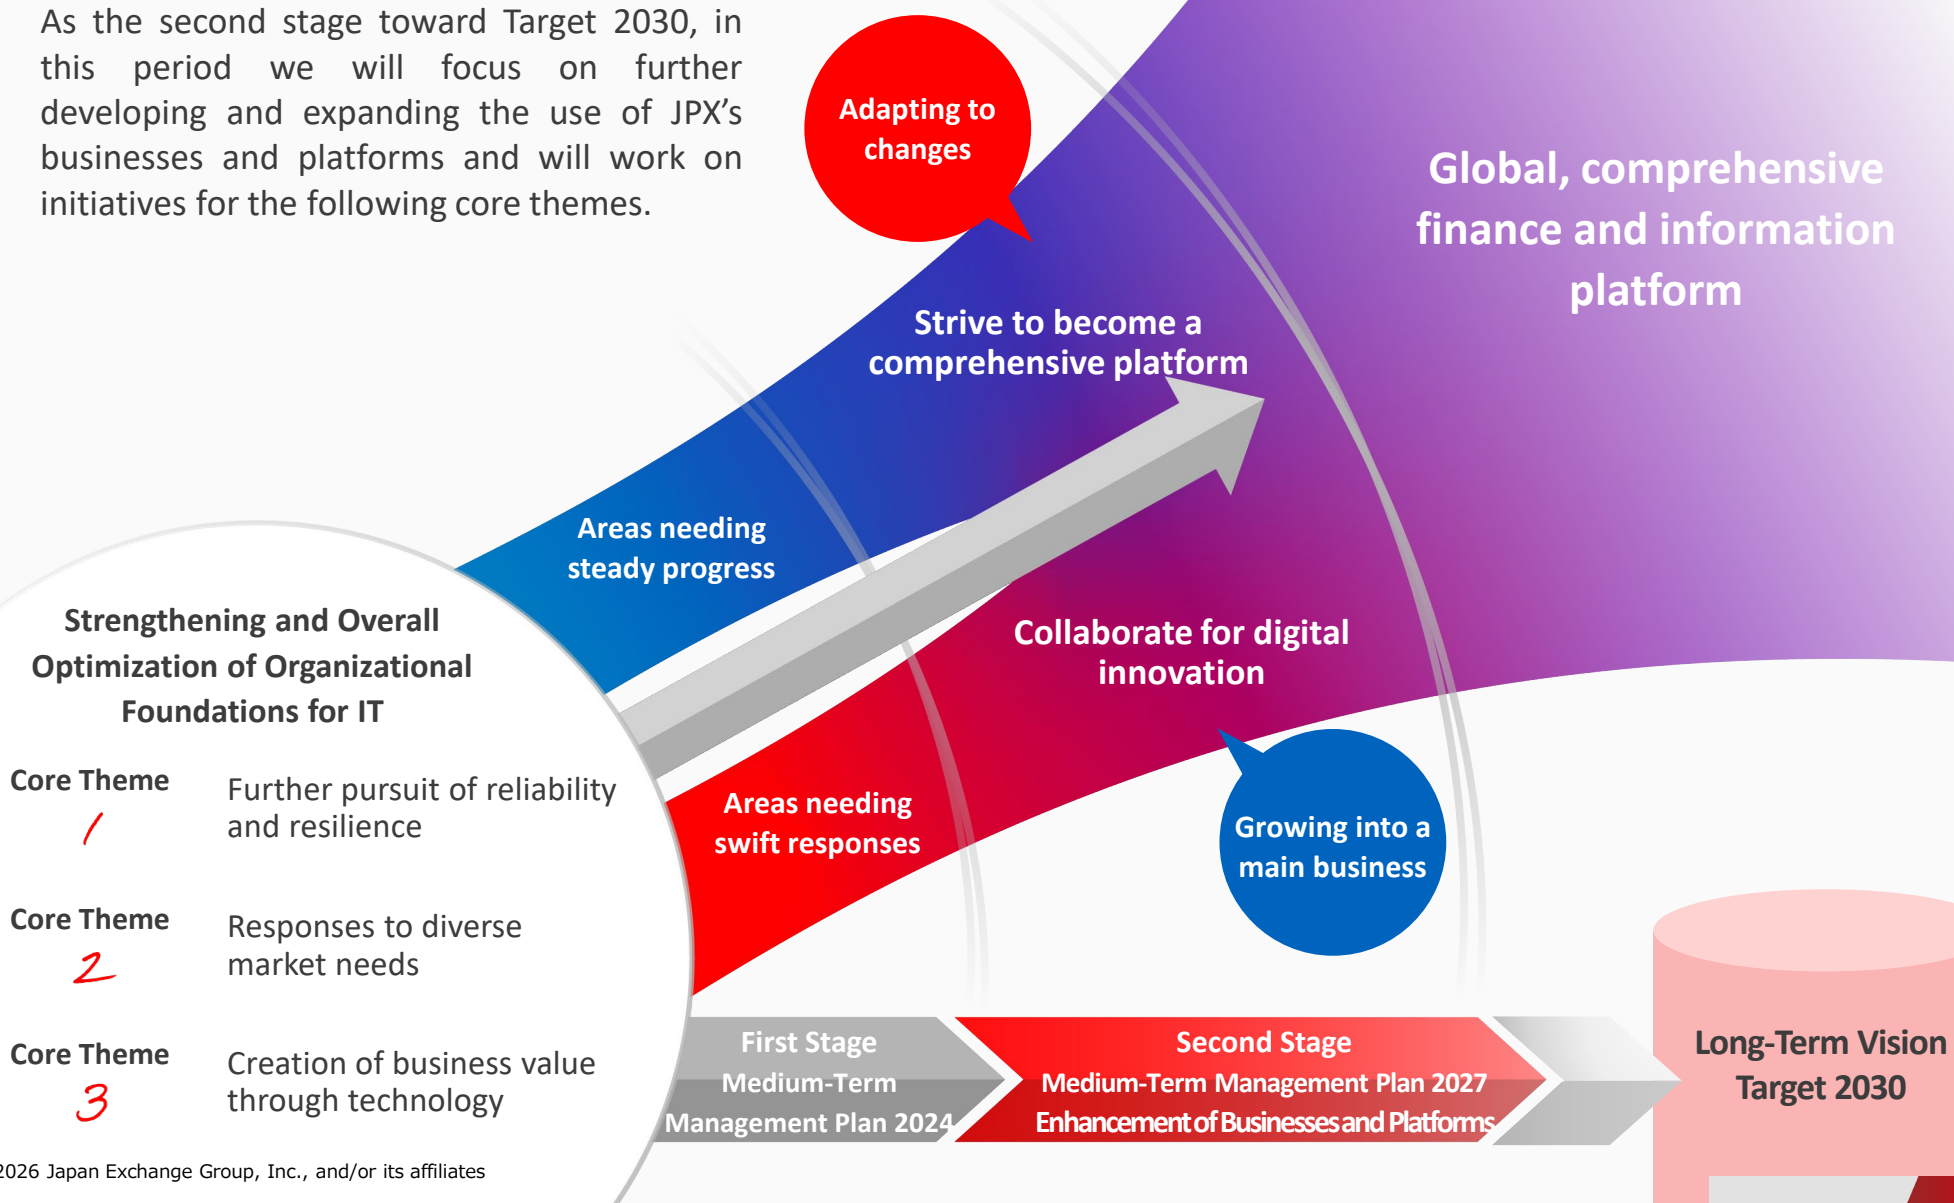 As the second stage toward Target 2030, in
this period we will focus on further
developing and expanding the use of JPX's
businesses and platforms and will work on
initiatives for the following core themes.
Adapting to
changes
Global, comprehensive
finance and information
platform
Strive to become a
comprehensive platform
Areas needing
steady progress
Strengthening and Overall
Optimization of Organizational
Foundations for IT
Collaborate for digital
innovation
Core Theme
1
Further pursuit of reliability
and resilience
Areas needing
swift responses
Growing into a
main business
Core Theme
2
Responses to diverse
market needs
Core Theme
3
Creation of business value
through technology
First Stage
Medium-Term
Management Plan 2024
Second Stage
Medium-Term Management Plan 2027
Enhancement of Businesses and Platforms
Long-Term Vision
Target 2030
2026 Japan Exchange Group, Inc., and/or its affiliates